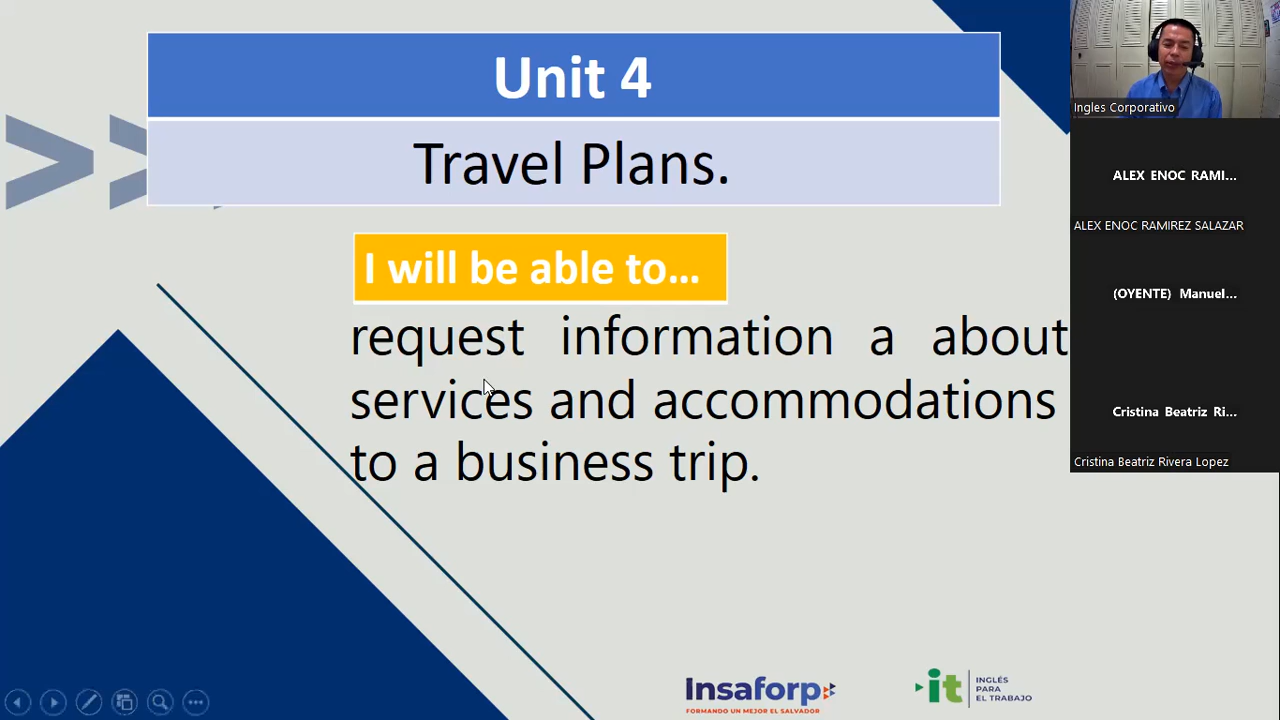 Unit 4
Travel Plans.
I will be able to...
request information a about
services and accommodations
to a business trip.
Ingles Corporativo
ALEX ENOC RAMI...
ALEX ENOC RAMIREZ SALAZAR
(OYENTE) Manuel...
Cristina Beatriz Ri...
Cristina Beatriz Rivera Lopez
Insaforp
FORMANDO UN MEJOR EL SALVADOR
it
INGLÉS
PARA
EL TRABAJO